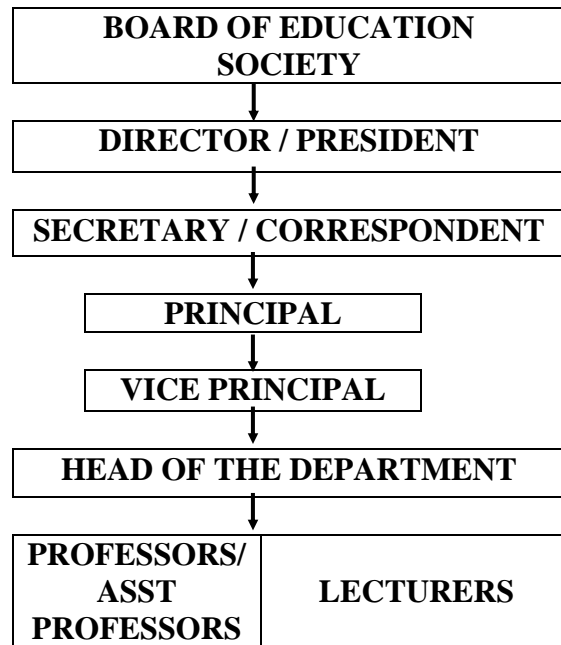 BOARD OF EDUCATION
SOCIETY
DIRECTOR / PRESIDENT
SECRETARY / CORRESPONDENT
PRINCIPAL
VICE PRINCIPAL
HEAD OF THE DEPARTMENT
PROFESSORS/
ASST
PROFESSORS
LECTURERS